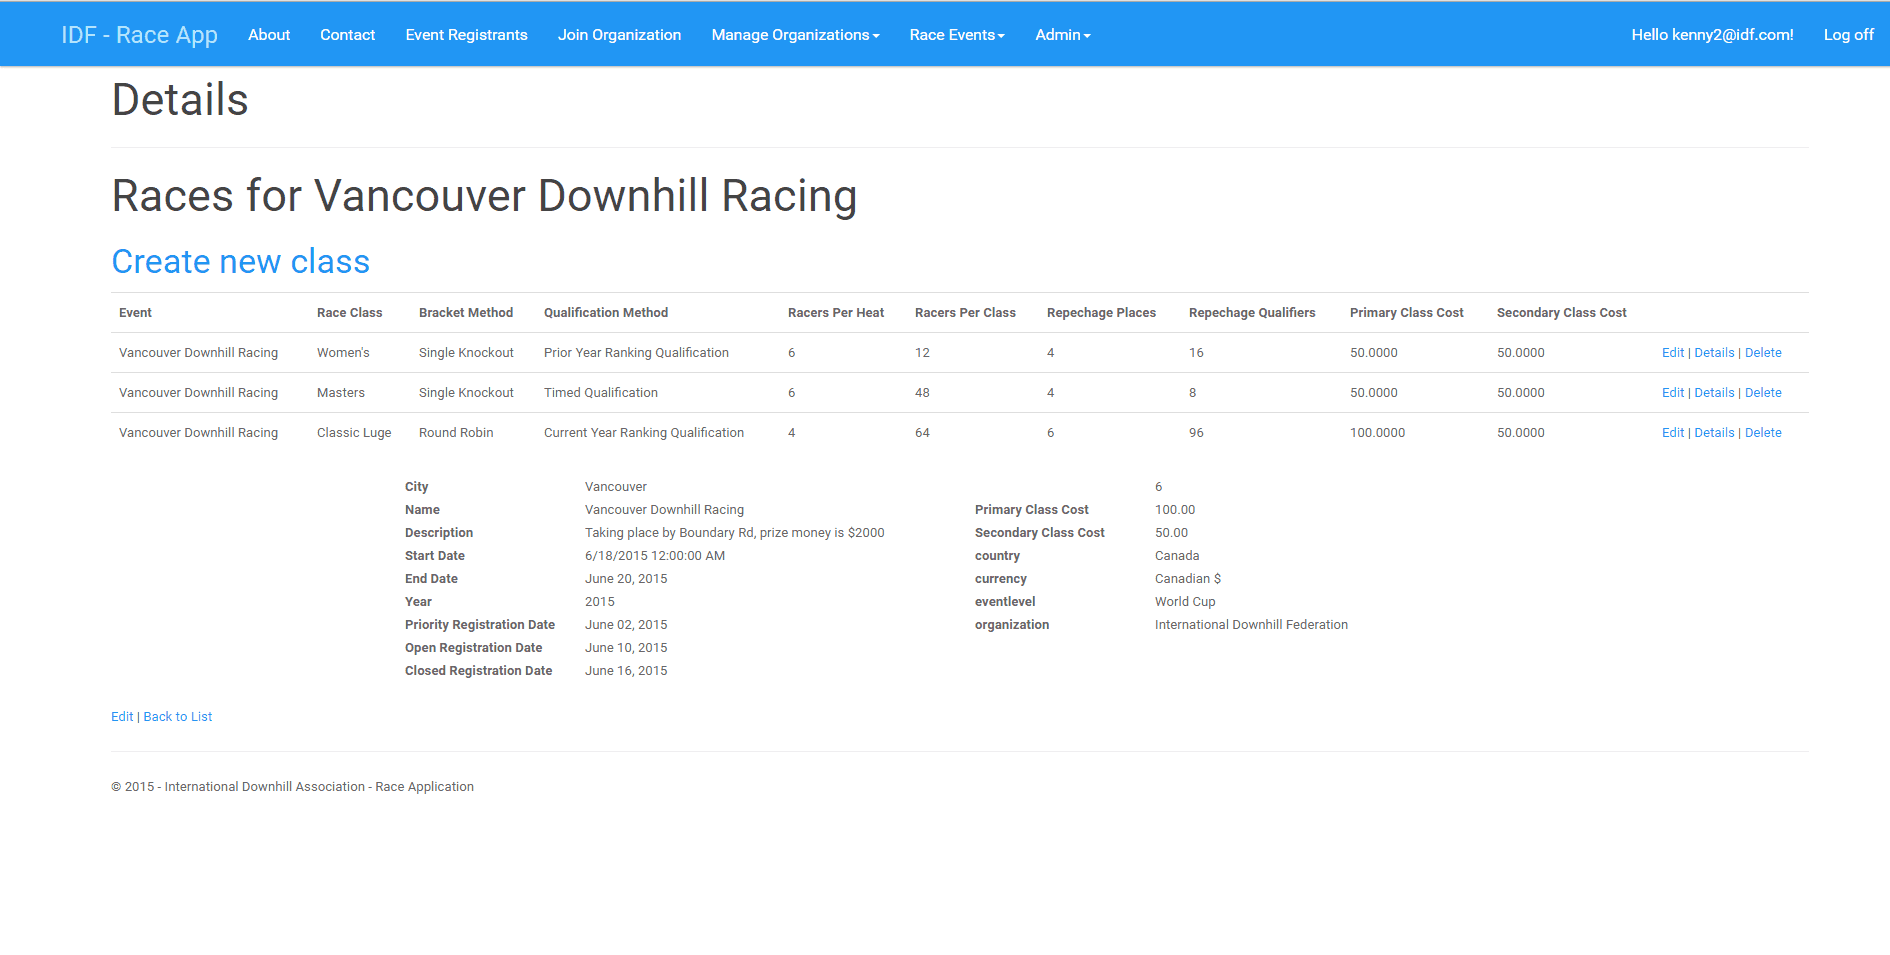 IDF - Race App About Contact Event Registrants Join Organization Manage Organizations Race Events Admin Hello kenny2@idf.com! Log off
Details
Races for Vancouver Downhill Racing
Create new class
Event Race Class Bracket Method Qualification Method Racers Per Heat Racers Per Class Repechage Places Repechage Qualifiers Primary Class Cost Secondary Class Cost
Vancouver Downhill Racing Women's Single Knockout Prior Year Ranking Qualification 6 12 4 16 50.0000 50.0000 Edit | Details | Delete
Vancouver Downhill Racing Masters Single Knockout Timed Qualification 6 48 4 8 50.0000 50.0000 Edit | Details | Delete
Vancouver Downhill Racing Classic Luge Round Robin Current Year Ranking Qualification 4 64 6 96 100.0000 50.0000 Edit | Details | Delete
City Vancouver 6
Name Vancouver Downhill Racing Primary Class Cost 100.00
Description Taking place by Boundary Rd, prize money is $2000 Secondary Class Cost 50.00
Start Date 6/18/2015 12:00:00 AM country Canada
End Date June 20, 2015 currency Canadian $
Year 2015 eventlevel World Cup
Priority Registration Date June 02, 2015 organization International Downhill Federation
Open Registration Date June 10, 2015
Closed Registration Date June 16, 2015
Edit | Back to List
© 2015 - International Downhill Association - Race Application